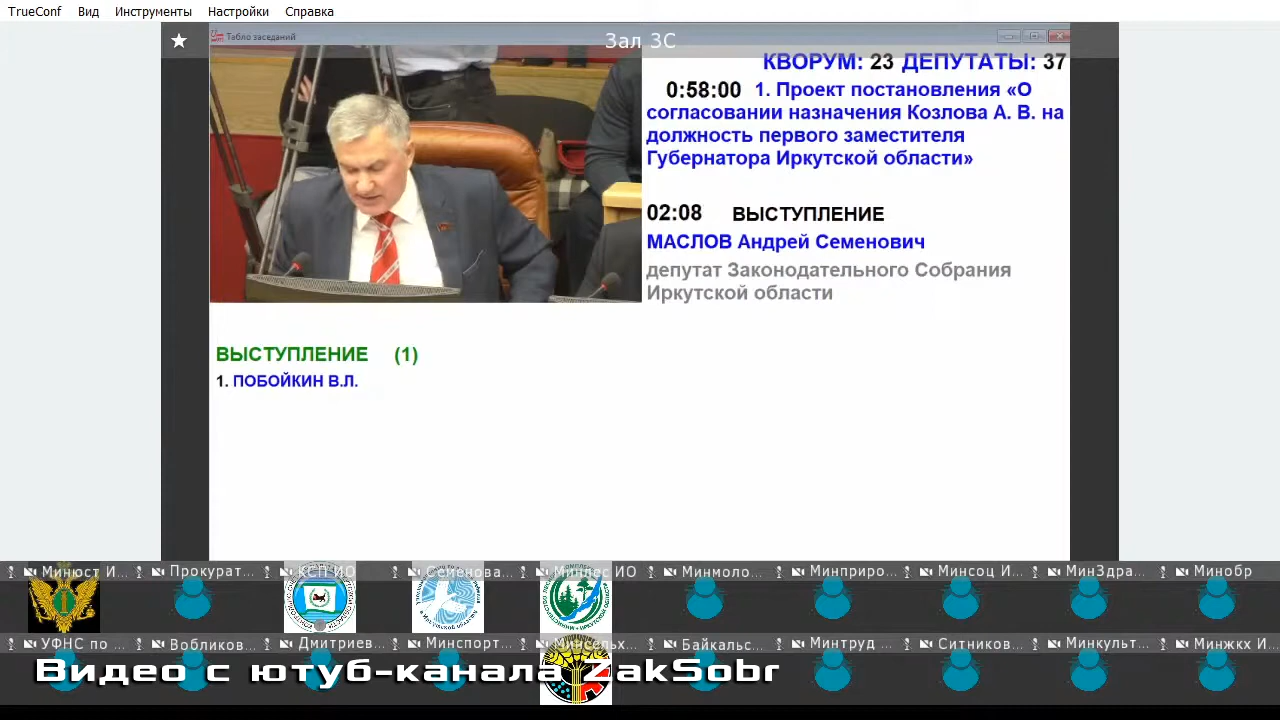 TrueConf Вид Инструменты Настройки Справка
Табло заседаний
Зал ЗС
КВОРУМ: 23 ДЕПУТАТЫ: 37
0:58:00 1. Проект постановления «О
согласовании назначения Козлова А. В. на
должность первого заместителя
Губернатора Иркутской области»
02:08 ВЫСТУПЛЕНИЕ
МАСЛОВ Андрей Семенович
депутат Законодательного Собрания
Иркутской области
ВЫСТУПЛЕНИЕ (1)
1. ПОБОЙКИН В.Л.
Минюст И... Прокурат... КСП ИО Семенова... Минлес ИО Минмоло... Минприро... Минсоц И... МинЗдра... Минобр
УФНС по ... Вобликов... Дмитриев... Минспорт... Минсельх... Байкальс... Минтруд ... Ситников... Минкульт... Минжкх И...
Видео с ютуб-канала ZakSobr